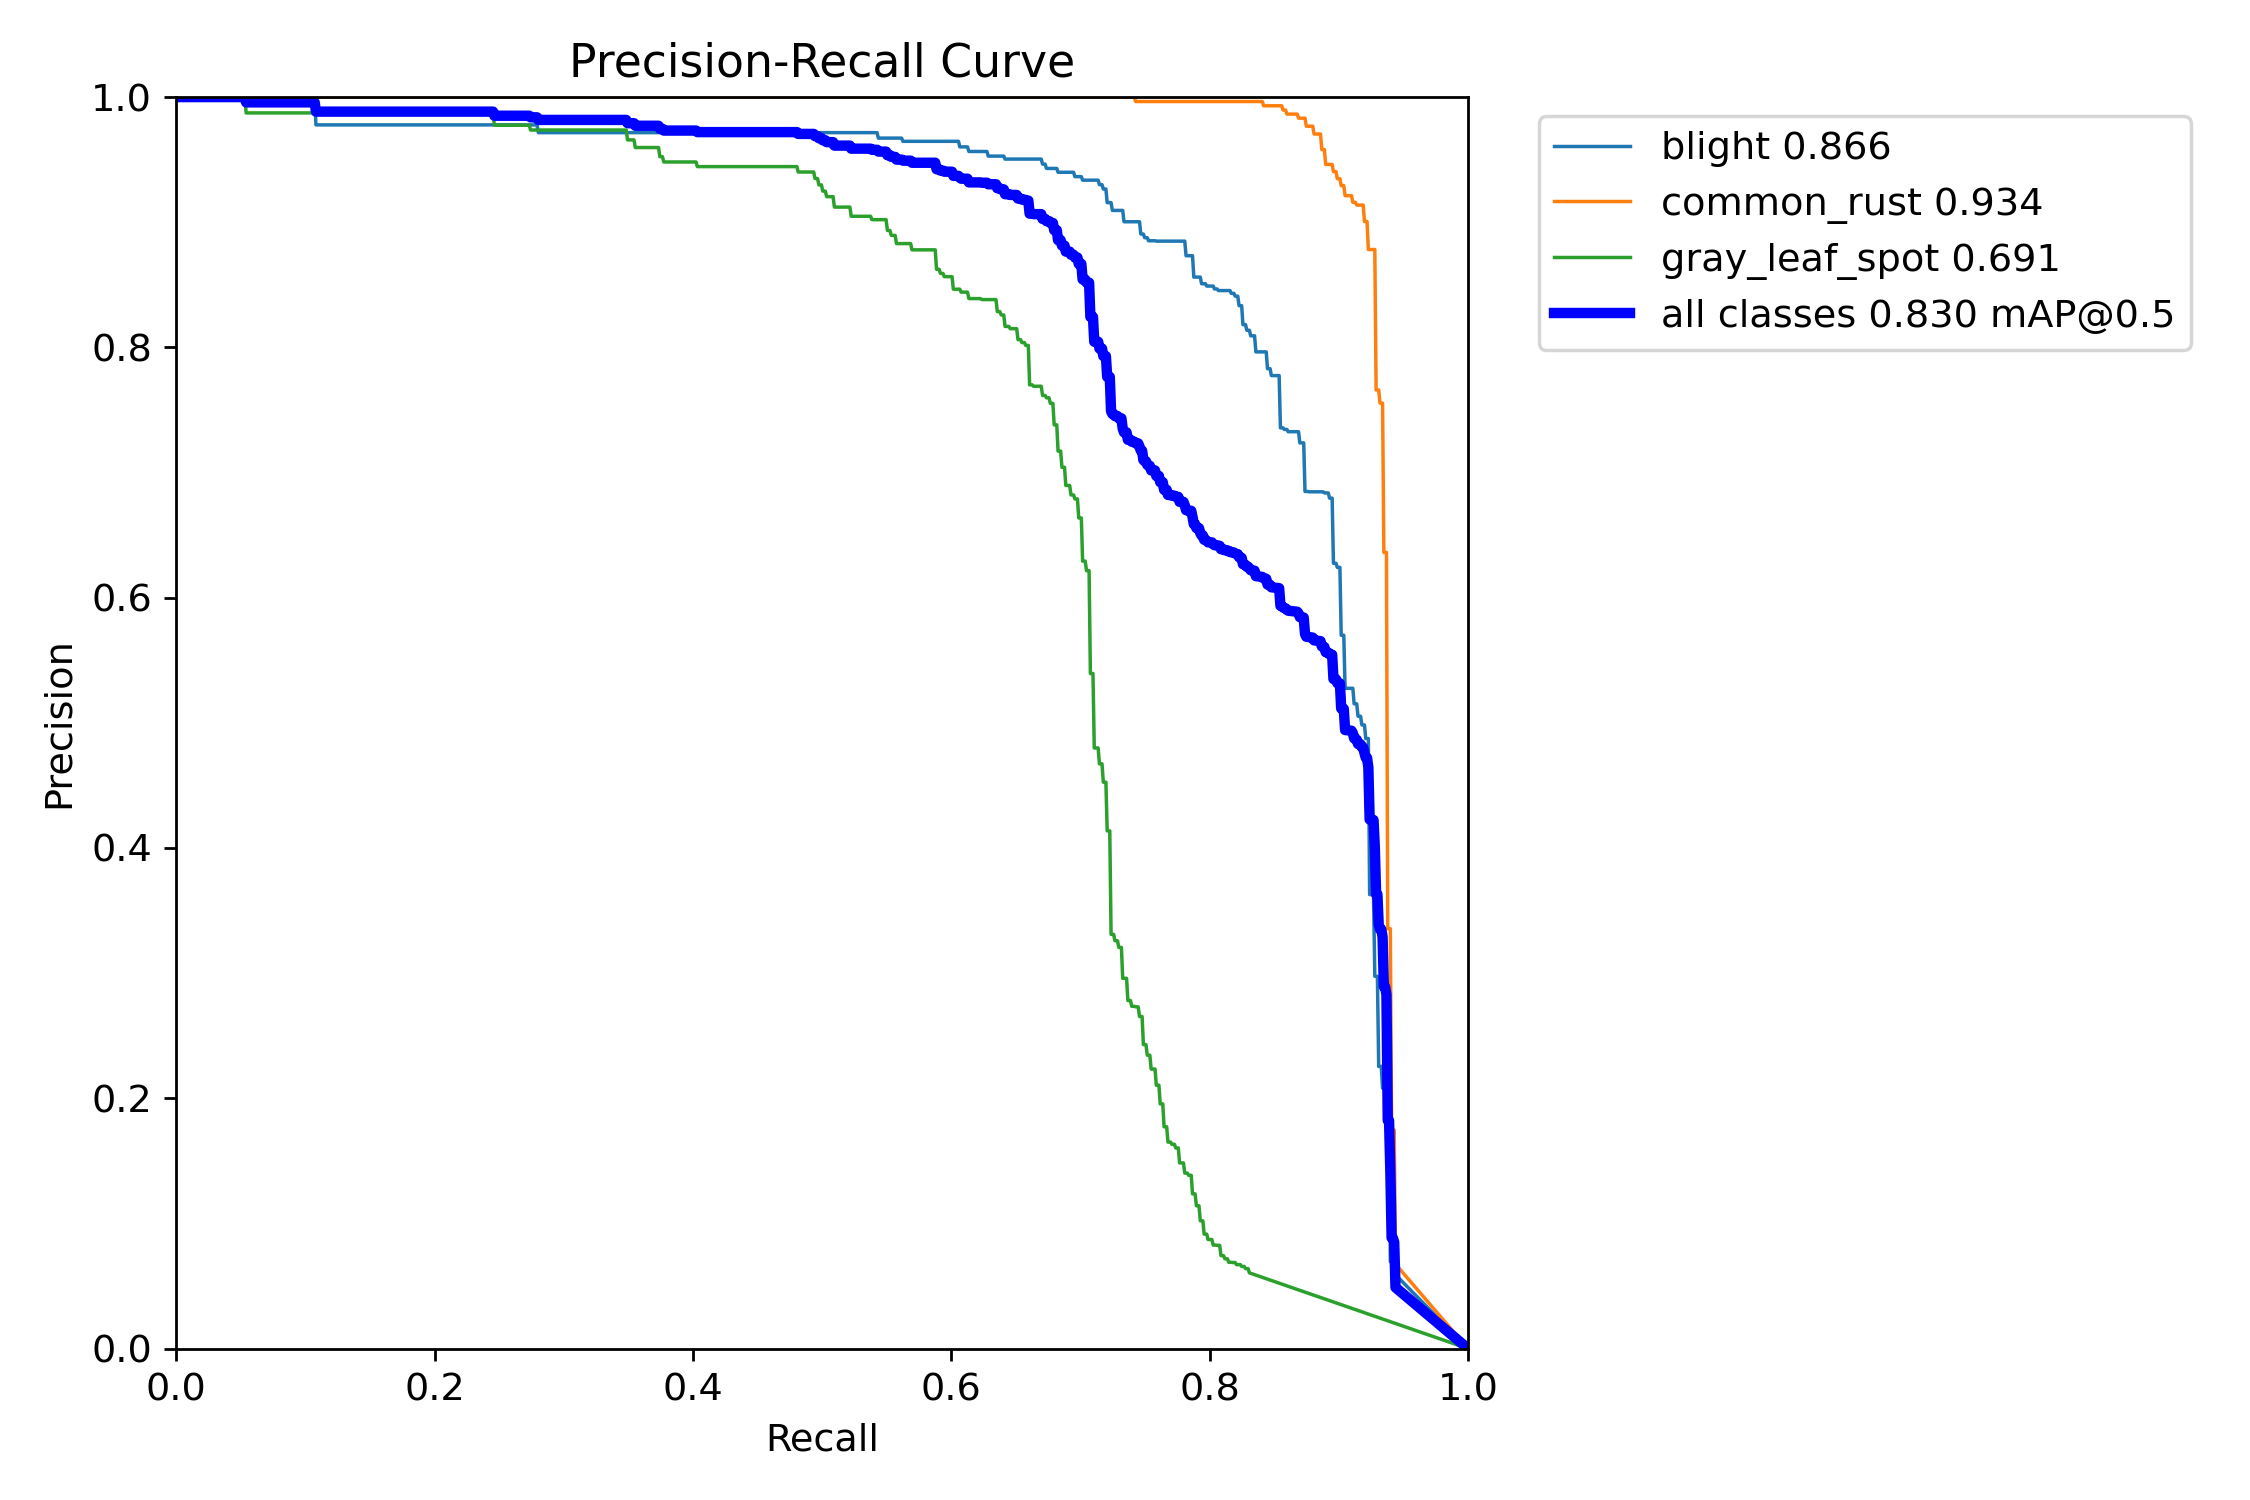 Precision-Recall Curve
1.0
0.8
0.6
0.4
0.2
0.0
Precision
0.0 0.2 0.4 0.6 0.8 1.0
Recall
blight 0.866
common_rust 0.934
gray_leaf_spot 0.691
all classes 0.830 mAP@0.5